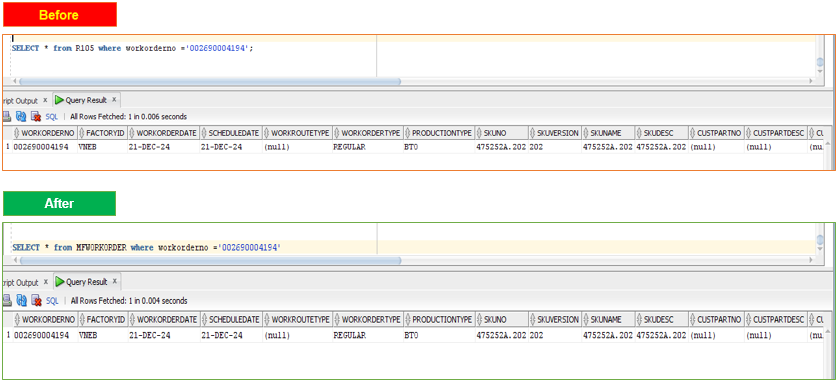 Before
SELECT * from R105 where workorderno ='002690004194';
ript Output x Query Result x
SQL | All Rows Fetched: 1 in 0.006 seconds
WORKORDERNO FACTORYID WORKORDERDATE SCHEDULEDATE WORKROUTETYPE WORKORDERTYPE PRODUCTIONTYPE SKUNO SKUVERSION SKUNAME SKUDESC CUSTPARTNO CUSTPARTDESC CU
1 002690004194 VNEB 21-DEC-24 21-DEC-24 (null) REGULAR BTO 475252A.202 202 475252A.202 475252A.202 (null) (null) (nu
After
SELECT * from MFWORKORDER where workorderno ='002690004194'
ript Output x Query Result x
SQL | All Rows Fetched: 1 in 0.004 seconds
WORKORDERNO FACTORYID WORKORDERDATE SCHEDULEDATE WORKROUTETYPE WORKORDERTYPE PRODUCTIONTYPE SKUNO SKUVERSION SKUNAME SKUDESC CUSTPARTNO CUSTPARTDESC CU
1 002690004194 VNEB 21-DEC-24 21-DEC-24 (null) REGULAR BTO 475252A.202 202 475252A.202 475252A.202 (null) (null) (nu